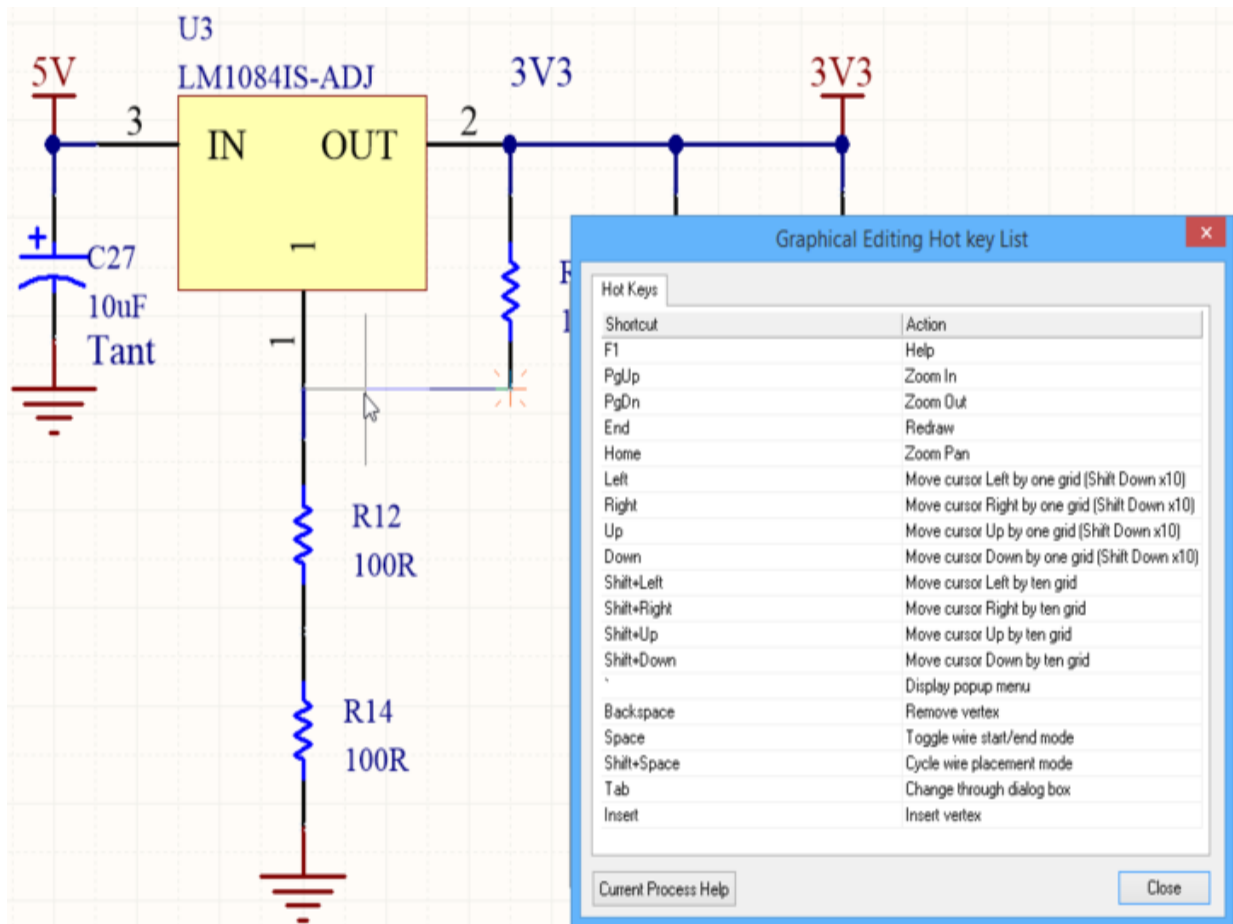 U3
LM1084IS-ADJ
5V
3V3
3V3
3
IN
OUT
2
1
C27
10uF
Tant
1
R12
100R
R14
100R
Graphical Editing Hot key List
Hot Keys
Shortcut Action
F1 Help
PgUp Zoom In
PgDn Zoom Out
End Redraw
Home Zoom Pan
Left Move cursor Left by one grid (Shift Down x10)
Right Move cursor Right by one grid (Shift Down x10)
Up Move cursor Up by one grid (Shift Down x10)
Down Move cursor Down by one grid (Shift Down x10)
Shift+Left Move cursor Left by ten grid
Shift+Right Move cursor Right by ten grid
Shift+Up Move cursor Up by ten grid
Shift+Down Move cursor Down by ten grid
` Display popup menu
Backspace Remove vertex
Space Toggle wire start/end mode
Shift+Space Cycle wire placement mode
Tab Change through dialog box
Insert Insert vertex
Current Process Help
Close